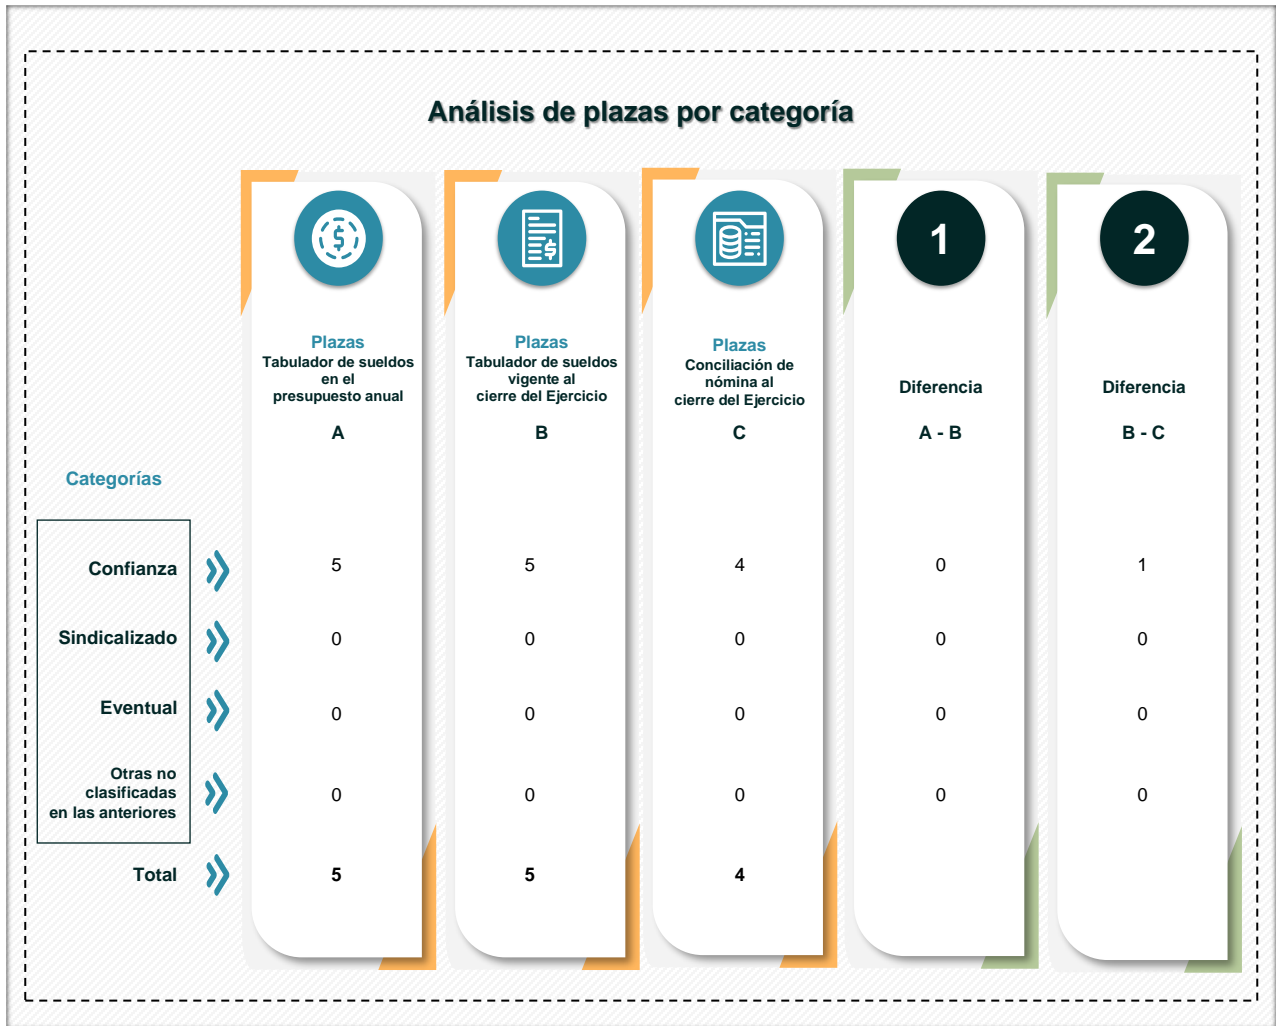 Análisis de plazas por categoría
1
2
Plazas
Tabulador de sueldos
en el
presupuesto anual
A
Plazas
Tabulador de sueldos
vigente al
cierre del Ejercicio
B
Plazas
Conciliación de
nómina al
cierre del Ejercicio
C
Diferencia
A - B
Diferencia
B - C
Categorías
Confianza 5 5 4 0 1
Sindicalizado 0 0 0 0 0
Eventual 0 0 0 0 0
Otras no
clasificadas
en las anteriores 0 0 0 0 0
Total 5 5 4